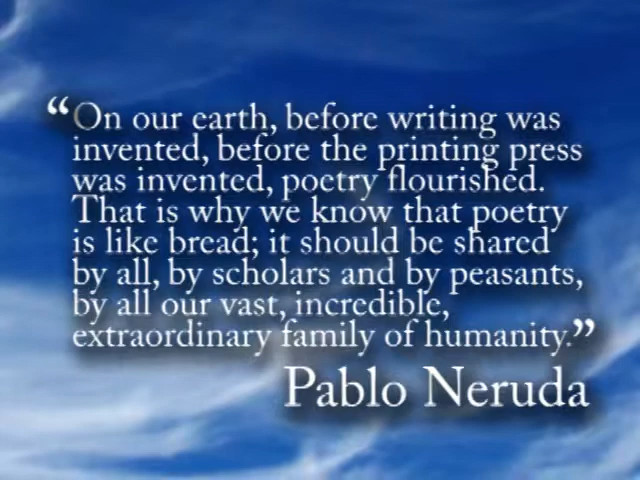 “On our earth, before writing was
invented, before the printing press
was invented, poetry flourished.
That is why we know that poetry
is like bread; it should be shared
by all, by scholars and by peasants,
by all our vast, incredible,
extraordinary family of humanity.”
Pablo Neruda